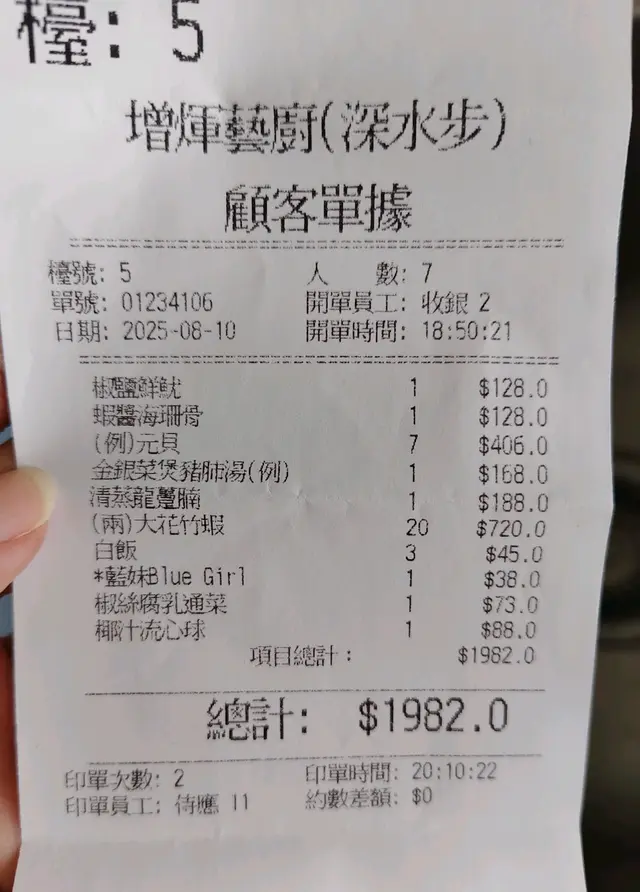 檯: 5
增煇藝廚(深水步)
顧客單據
檯號: 5 人 數: 7
單號: 01234106 開單員工: 收銀 2
日期: 2025-08-10 開單時間: 18:50:21
椒鹽鮮魷 1 $128.0
蝦醬海珊骨 1 $128.0
(例)元貝 7 $406.0
金銀菜煲豬肺湯(例) 1 $168.0
清蒸龍躉腩 1 $188.0
(兩)大花竹蝦 20 $720.0
白飯 3 $45.0
*藍妹Blue Girl 1 $38.0
椒絲腐乳通菜 1 $73.0
椰汁流心球 1 $88.0
項目總計: $1982.0
總計: $1982.0
印單次數: 2 印單時間: 20:10:22
印單員工: 侍應 11 約數差額: $0